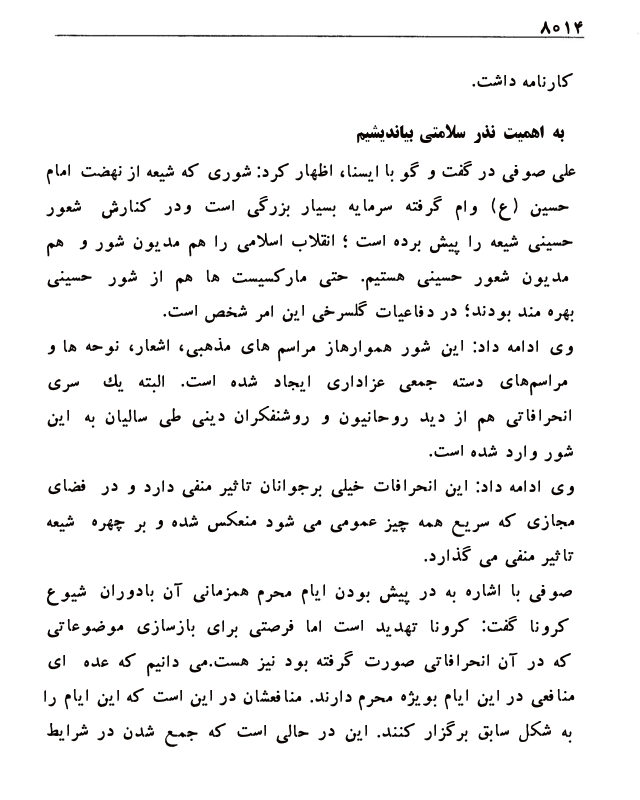 ۸۰۱۴
کارنامه داشت.
به اهمیت نذر سلامتی بیاندیشیم
علی صوفی در گفت و گو با ایسنا، اظهار کرد: شوری که شیعه از نهضت امام
حسین (ع) وام گرفته سرمایه بسیار بزرگی است ودر کنارش شعور
حسینی شیعه را پیش برده است ؛ انقلاب اسلامی را هم مدیون شور و هم
مدیون شعور حسینی هستیم. حتی مارکسیست ها هم از شور حسینی
بهره مند بودند؛ در دفاعیات گلسرخی این امر شخص است.
وی ادامه داد: این شور هموارهاز مراسم های مذهبی، اشعار، نوحه ها و
مراسم‌های دسته جمعی عزاداری ایجاد شده است. البته یك سری
انحرافاتی هم از دید روحانیون و روشنفکران دینی طی سالیان به این
شور وارد شده است.
وی ادامه داد: این انحرافات خیلی برجوانان تاثیر منفی دارد و در فضای
مجازی که سریع همه چیز عمومی می شود منعکس شده و بر چهره شیعه
تاثیر منفی می گذارد.
صوفی با اشاره به در پیش بودن ایام محرم همزمانی آن بادوران شیوع
کرونا گفت: کرونا تهدید است اما فرصتی برای بازسازی موضوعاتی
که در آن انحرافاتی صورت گرفته بود نیز هست.می دانیم که عده ای
منافعی در این ایام بویژه محرم دارند. منافعشان در این است که این ایام را
به شکل سابق برگزار کنند. این در حالی است که جمع شدن در شرایط